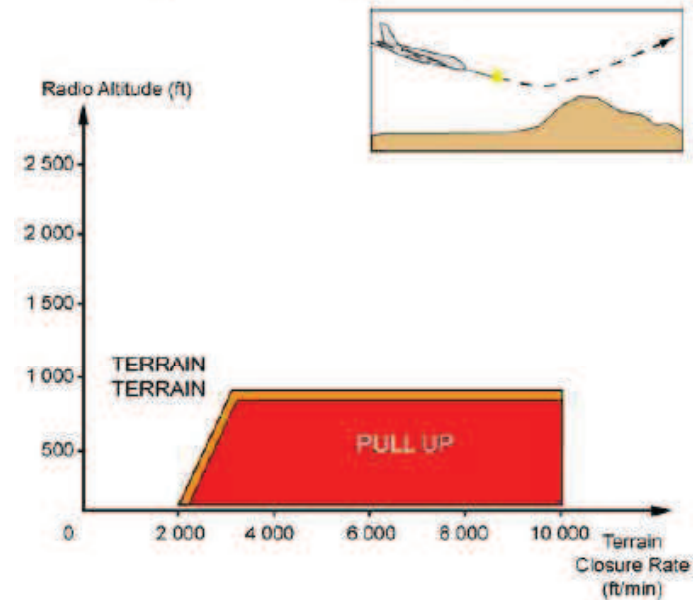 Radio Altitude (ft)
2 500
2 000
1 500
1 000
500
TERRAIN
TERRAIN
PULL UP
0
2 000
4 000
6 000
8 000
10 000
Terrain
Closure Rate
(ft/min)